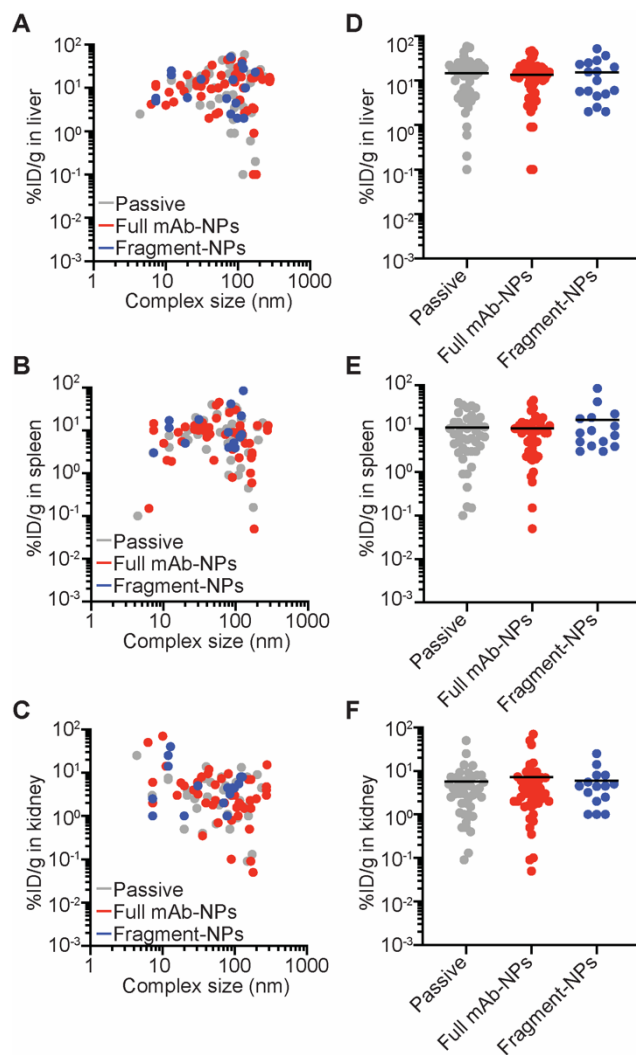 A
%ID/g in liver
10²
10¹
10⁰
10⁻¹
10⁻²
10⁻³
Passive
Full mAb-NPs
Fragment-NPs
1
10
100
1000
Complex size (nm)
D
%ID/g in liver
10²
10¹
10⁰
10⁻¹
10⁻²
10⁻³
Passive
Full mAb-NPs
Fragment-NPs
B
%ID/g in spleen
10²
10¹
10⁰
10⁻¹
10⁻²
10⁻³
Passive
Full mAb-NPs
Fragment-NPs
1
10
100
1000
Complex size (nm)
E
%ID/g in spleen
10²
10¹
10⁰
10⁻¹
10⁻²
10⁻³
Passive
Full mAb-NPs
Fragment-NPs
C
%ID/g in kidney
10²
10¹
10⁰
10⁻¹
10⁻²
10⁻³
Passive
Full mAb-NPs
Fragment-NPs
1
10
100
1000
Complex size (nm)
F
%ID/g in kidney
10²
10¹
10⁰
10⁻¹
10⁻²
10⁻³
Passive
Full mAb-NPs
Fragment-NPs